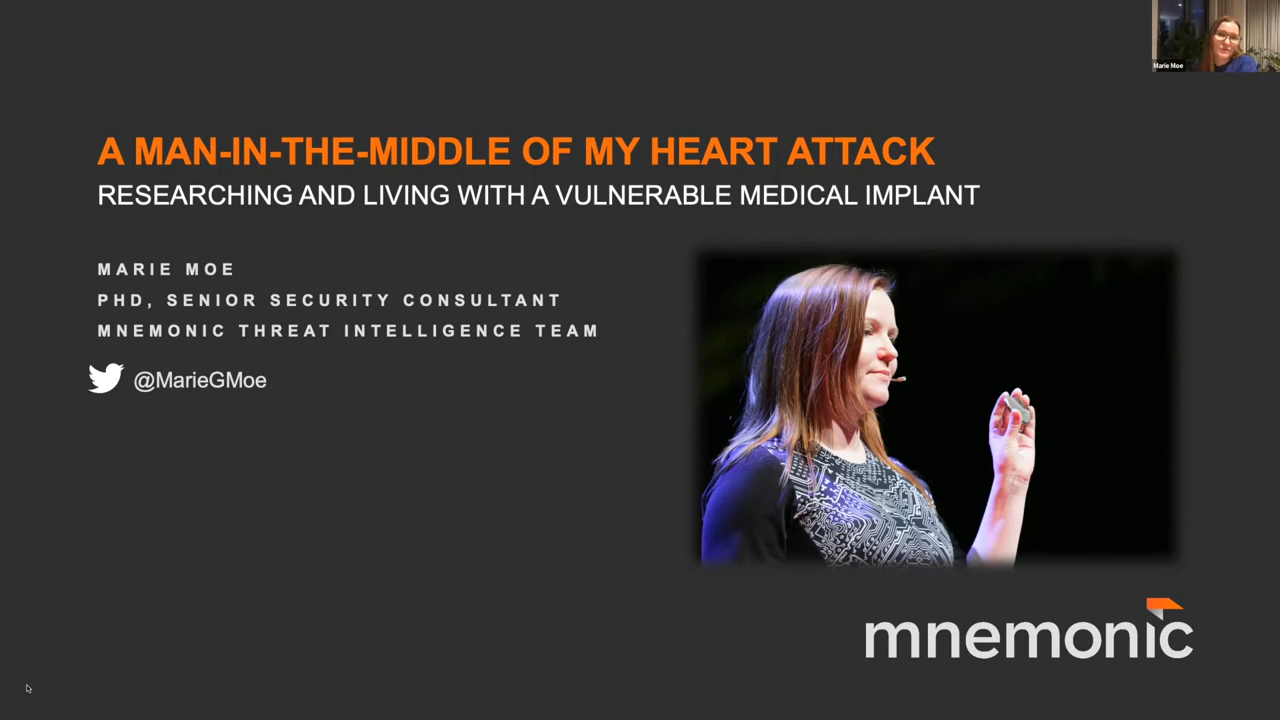 Marie Moe
A MAN-IN-THE-MIDDLE OF MY HEART ATTACK
RESEARCHING AND LIVING WITH A VULNERABLE MEDICAL IMPLANT
MARIE MOE
PHD, SENIOR SECURITY CONSULTANT
MNEMONIC THREAT INTELLIGENCE TEAM
@MarieGMoe
mnemonic